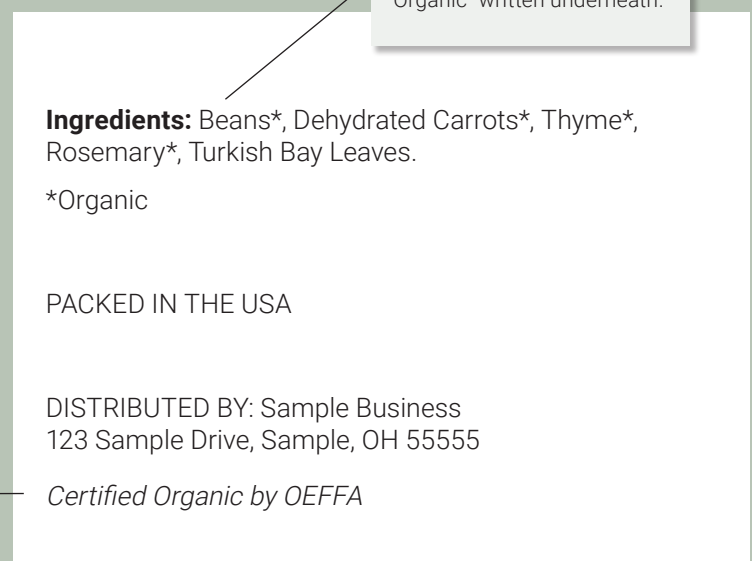 Organic" written underneath.
Ingredients: Beans*, Dehydrated Carrots*, Thyme*,
Rosemary*, Turkish Bay Leaves.
*Organic
PACKED IN THE USA
DISTRIBUTED BY: Sample Business
123 Sample Drive, Sample, OH 55555
Certified Organic by OEFFA